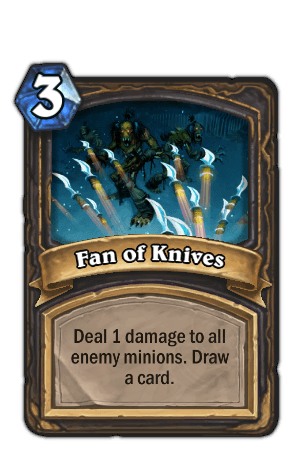 3
Fan of Knives
Deal 1 damage to all
enemy minions. Draw
a card.